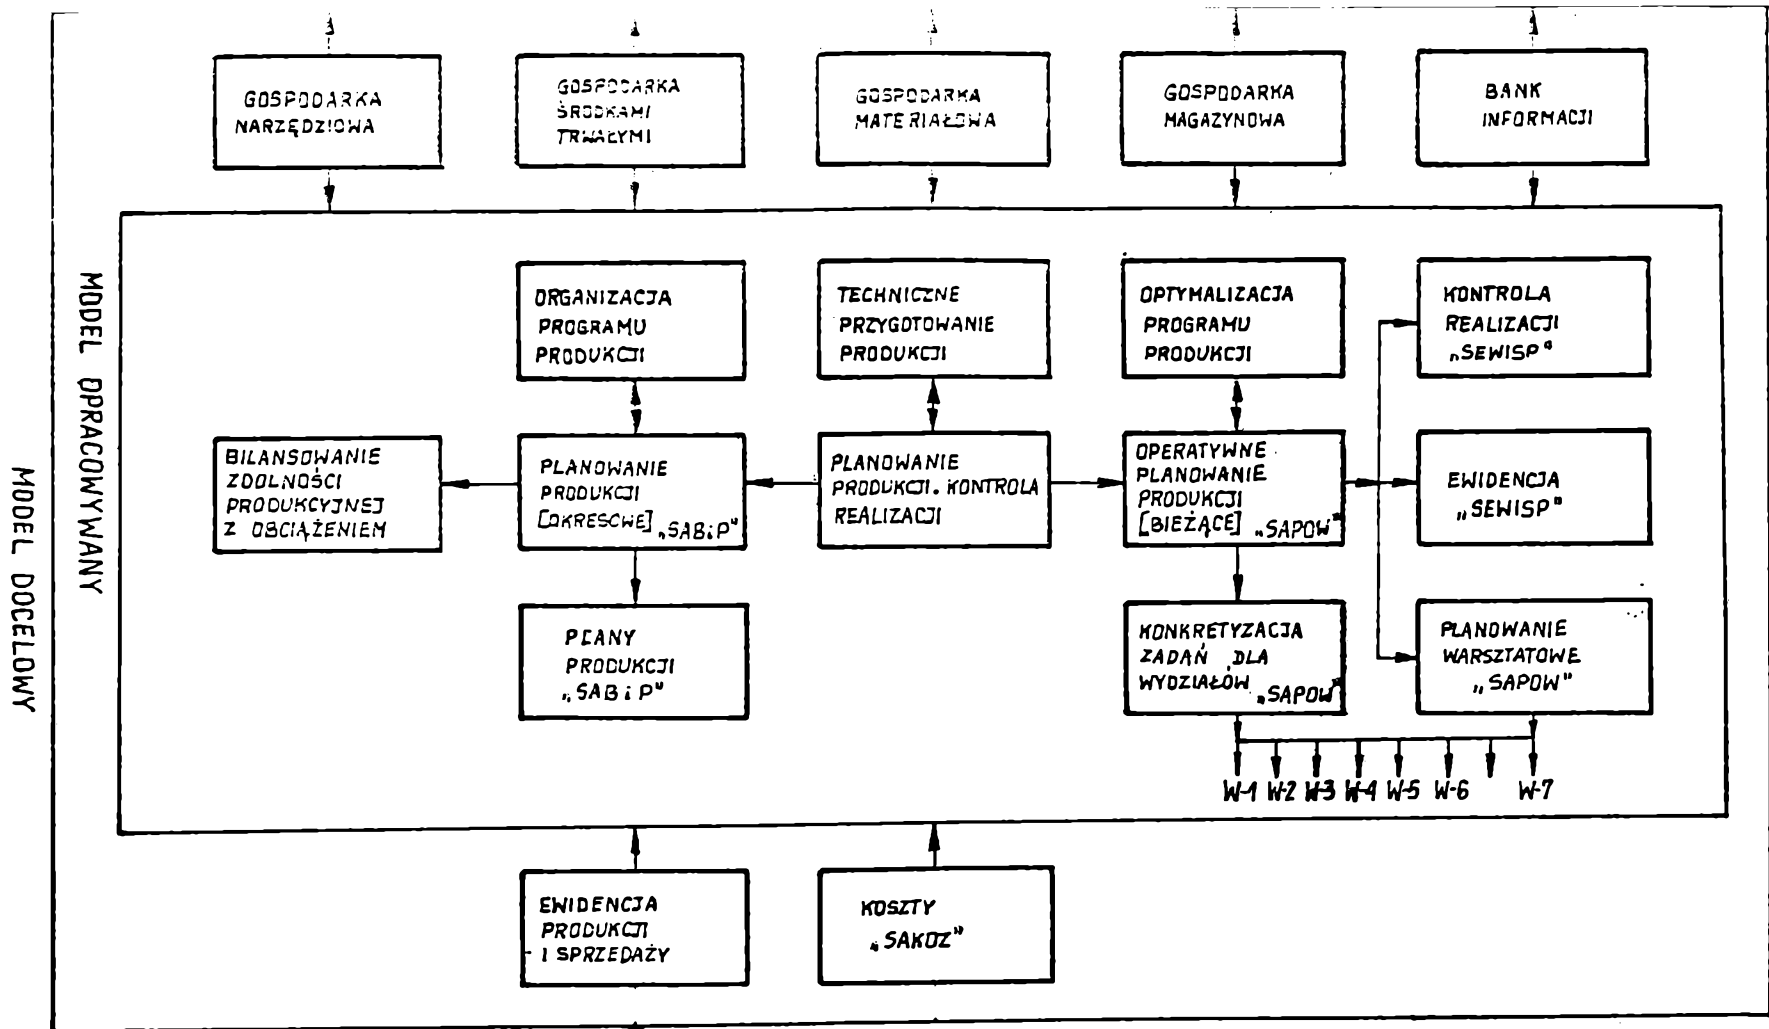 GOSPODARKA
NARZĘDZIOWA
GOSPODARKA
ŚRODKAMI
TRWAŁYMI
GOSPODARKA
MATERIAŁOWA
GOSPODARKA
MAGAZYNOWA
BANK
INFORMACJI
MODEL OPRACOWYWANY
MODEL DOCELOWY
ORGANIZACJA
PROGRAMU
PRODUKCJI
TECHNICZNE
PRZYGOTOWANIE
PRODUKCJI
OPTYMALIZACJA
PROGRAMU
PRODUKCJI
KONTROLA
REALIZACJI
„SEWISP"
BILANSOWANIE
ZDOLNOŚCI
PRODUKCYJNEJ
Z OBCIĄŻENIEM
PLANOWANIE
PRODUKCJI
[OKRESOWE] „SABiP"
PLANOWANIE
PRODUKCJI. KONTROLA
REALIZACJI
OPERATYWNE
PLANOWANIE
PRODUKCJI
[BIEŻĄCE] „SAPOW"
EWIDENCJA
„SEWISP"
PLANY
PRODUKCJI
„SABiP"
KONKRETYZACJA
ZADAŃ DLA
WYDZIAŁÓW „SAPOW"
PLANOWANIE
WARSZTATOWE
„SAPOW"
W-1 W-2 W-3 W-4 W-5 W-6 W-7
EWIDENCJA
PRODUKCJI
I SPRZEDAŻY
KOSZTY
„SAKOZ"